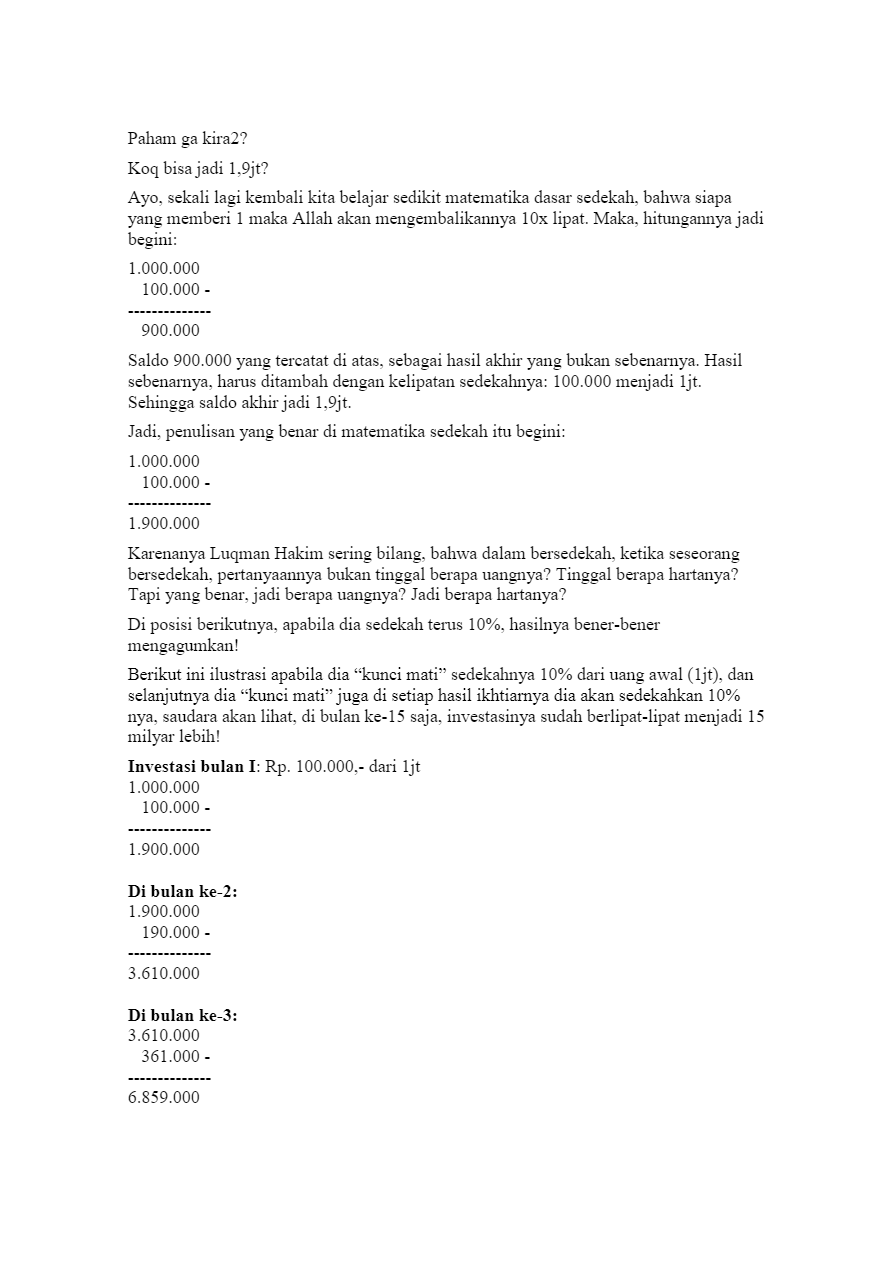 Paham ga kira2?
Koq bisa jadi 1,9jt?
Ayo, sekali lagi kembali kita belajar sedikit matematika dasar sedekah, bahwa siapa
yang memberi 1 maka Allah akan mengembalikannya 10x lipat. Maka, hitungannya jadi
begini:
1.000.000
100.000 -
--------------
900.000
Saldo 900.000 yang tercatat di atas, sebagai hasil akhir yang bukan sebenarnya. Hasil
sebenarnya, harus ditambah dengan kelipatan sedekahnya: 100.000 menjadi 1jt.
Sehingga saldo akhir jadi 1,9jt.
Jadi, penulisan yang benar di matematika sedekah itu begini:
1.000.000
100.000 -
--------------
1.900.000
Karenanya Luqman Hakim sering bilang, bahwa dalam bersedekah, ketika seseorang
bersedekah, pertanyaannya bukan tinggal berapa uangnya? Tinggal berapa hartanya?
Tapi yang benar, jadi berapa uangnya? Jadi berapa hartanya?
Di posisi berikutnya, apabila dia sedekah terus 10%, hasilnya bener-bener
mengagumkan!
Berikut ini ilustrasi apabila dia “kunci mati” sedekahnya 10% dari uang awal (1jt), dan
selanjutnya dia “kunci mati” juga di setiap hasil ikhtiarnya dia akan sedekahkan 10%
nya, saudara akan lihat, di bulan ke-15 saja, investasinya sudah berlipat-lipat menjadi 15
milyar lebih!
Investasi bulan I: Rp. 100.000,- dari 1jt
1.000.000
100.000 -
--------------
1.900.000
Di bulan ke-2:
1.900.000
190.000 -
--------------
3.610.000
Di bulan ke-3:
3.610.000
361.000 -
--------------
6.859.000